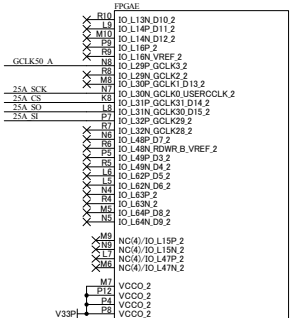 FPGAE
R10 IO_L13N_D10_2
L9 IO_L14P_D11_2
M10 IO_L14N_D12_2
P9 IO_L16P_2
R9 IO_L16N_VREF_2
GCLK50_A N8 IO_L29P_GCLK3_2
R8 IO_L29N_GCLK2_2
M8 IO_L30P_GCLK1_D13_2
25A_SCK N7 IO_L30N_GCLK0_USERCCLK_2
25A_CS K8 IO_L31P_GCLK31_D14_2
25A_SO L8 IO_L31N_GCLK30_D15_2
25A_SI P7 IO_L32P_GCLK29_2
R7 IO_L32N_GCLK28_2
N6 IO_L48P_D7_2
R6 IO_L48N_RDWR_B_VREF_2
P5 IO_L49P_D3_2
R5 IO_L49N_D4_2
L6 IO_L62P_D5_2
L5 IO_L62N_D6_2
N4 IO_L63P_2
R4 IO_L63N_2
M5 IO_L64P_D8_2
N5 IO_L64N_D9_2
M9 NC(4)/IO_L15P_2
N9 NC(4)/IO_L15N_2
L7 NC(4)/IO_L47P_2
M6 NC(4)/IO_L47N_2
M7 VCCO_2
P12 VCCO_2
P4 VCCO_2
V33P P8 VCCO_2